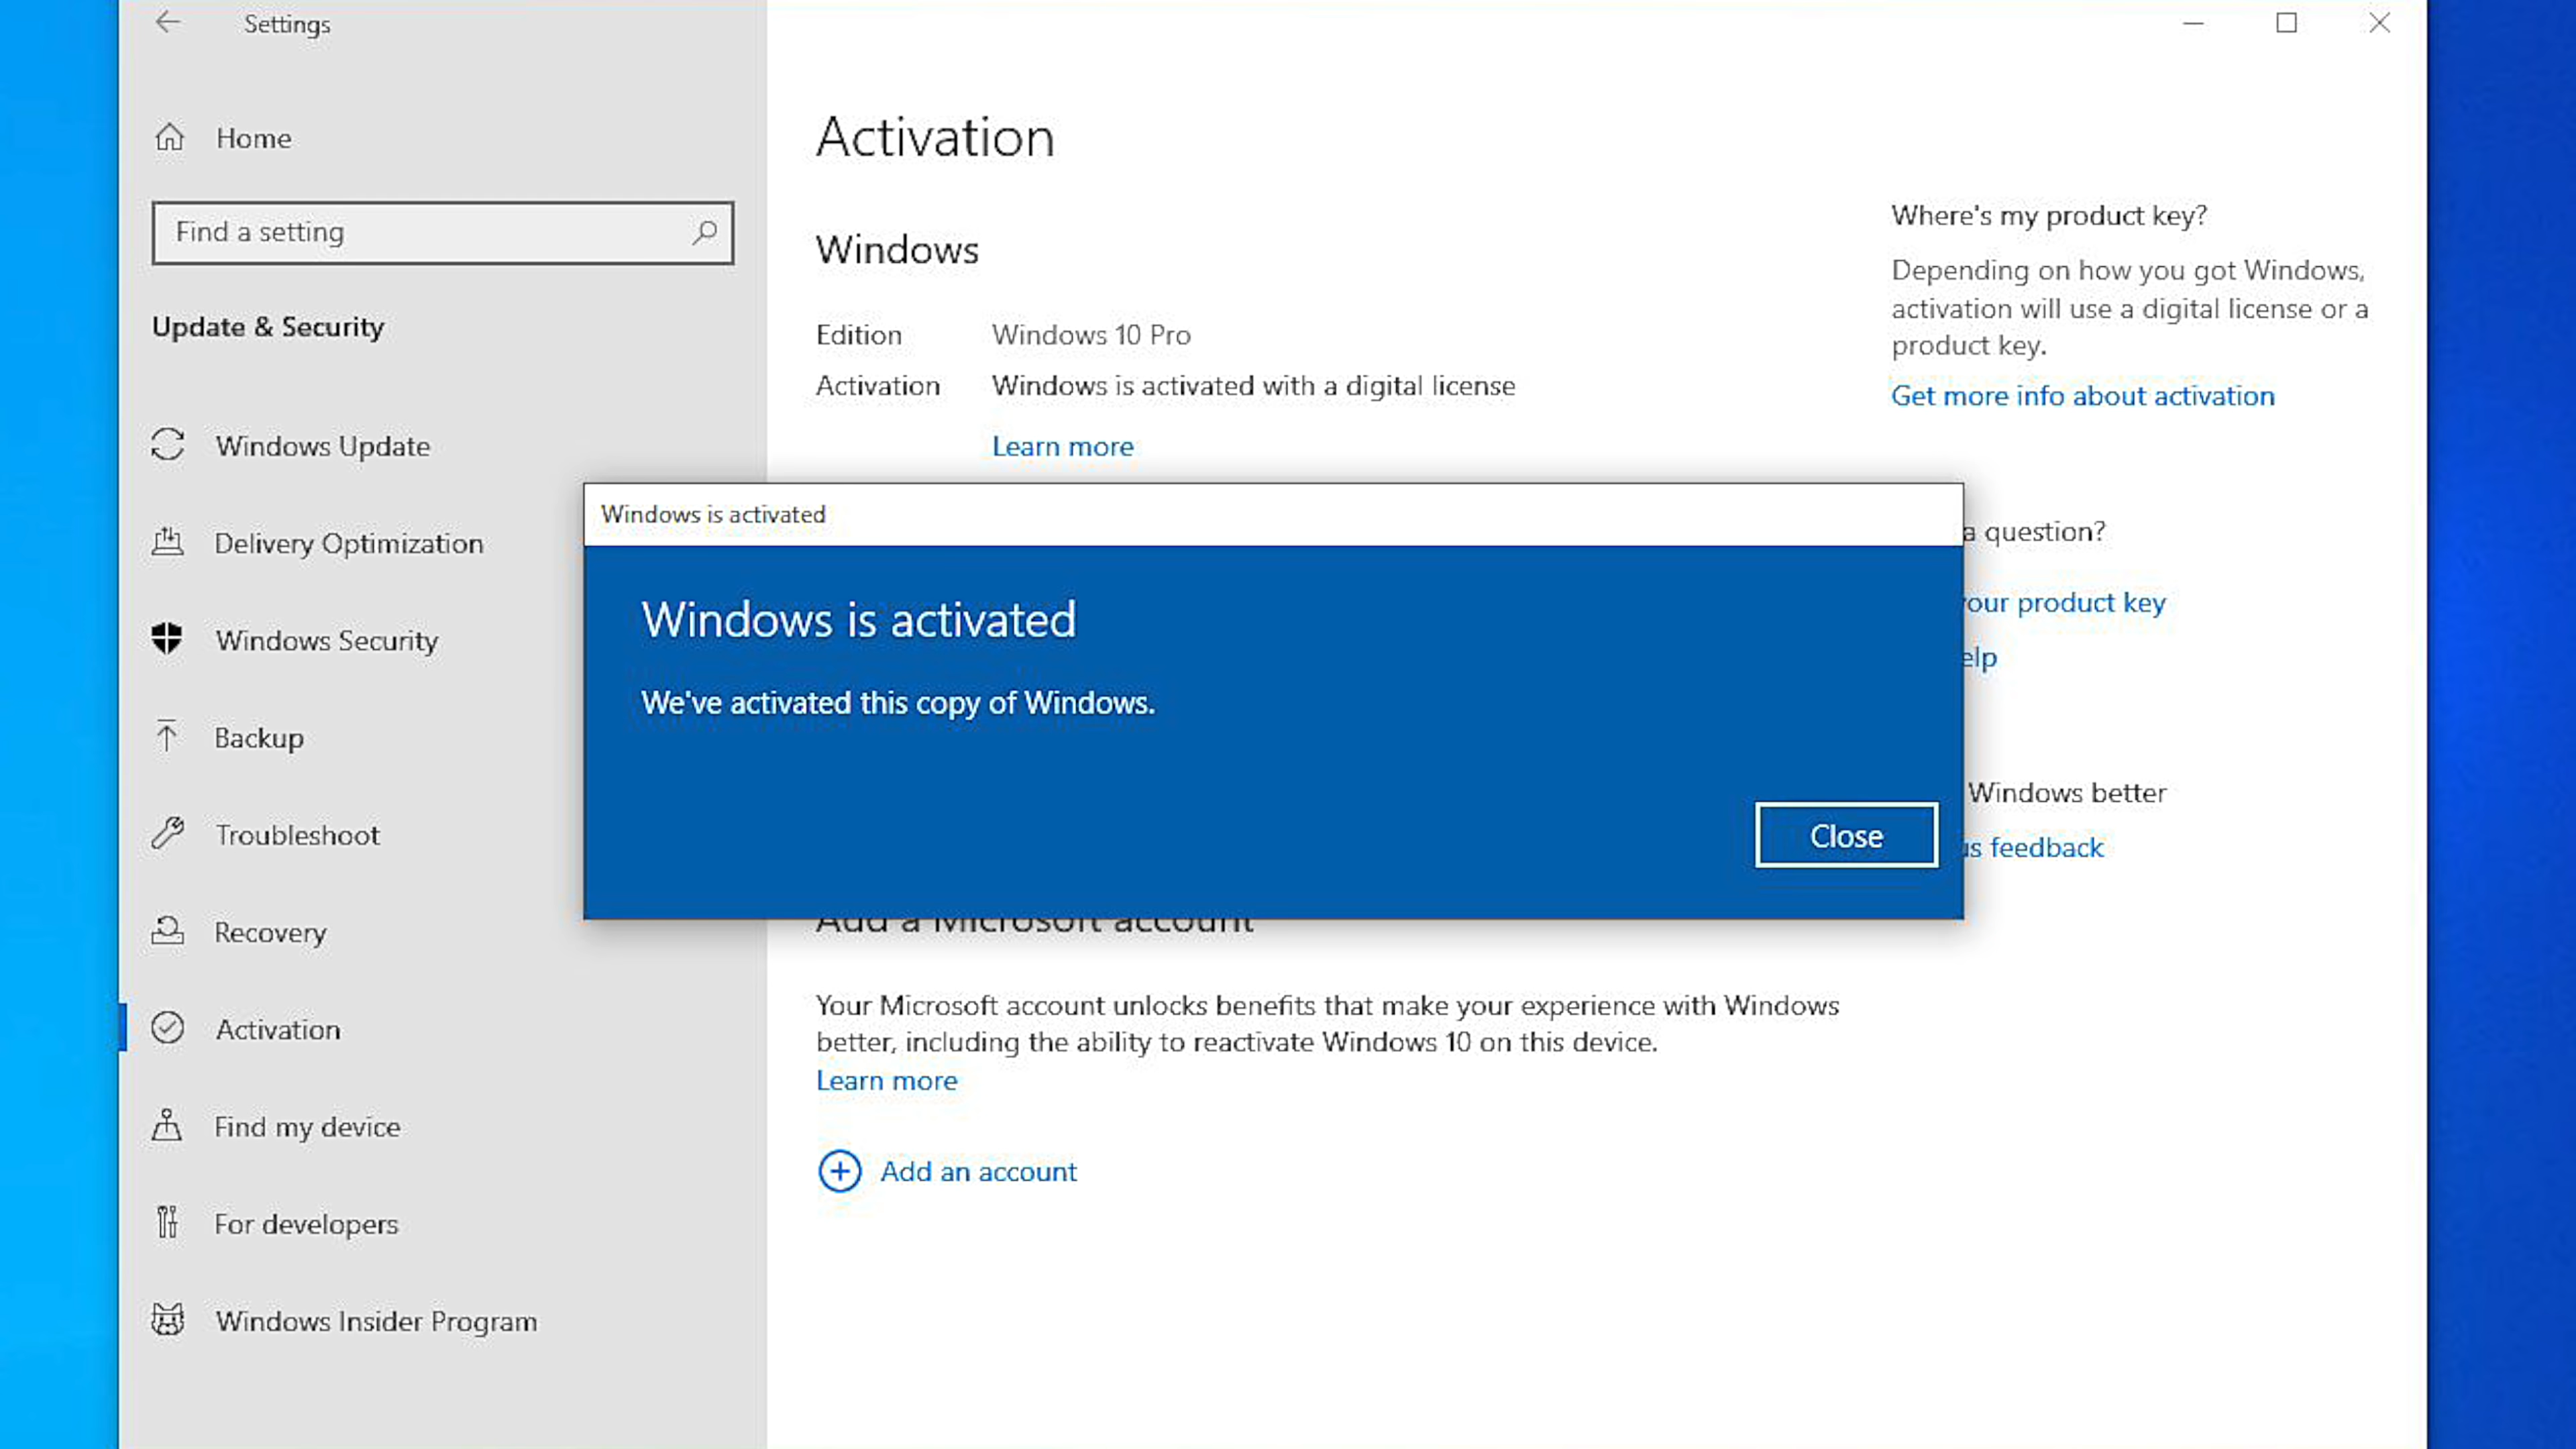 Settings
Home
Find a setting
Update & Security
Windows Update
Delivery Optimization
Windows Security
Backup
Troubleshoot
Recovery
Activation
Find my device
For developers
Windows Insider Program
Activation
Windows
Edition Windows 10 Pro
Activation Windows is activated with a digital license
Learn more
Windows is activated
Windows is activated
We've activated this copy of Windows.
Close
Add a Microsoft account
Your Microsoft account unlocks benefits that make your experience with Windows
better, including the ability to reactivate Windows 10 on this device.
Learn more
Add an account
Where's my product key?
Depending on how you got Windows,
activation will use a digital license or a
product key.
Get more info about activation
a question?
product key
Windows better
feedback